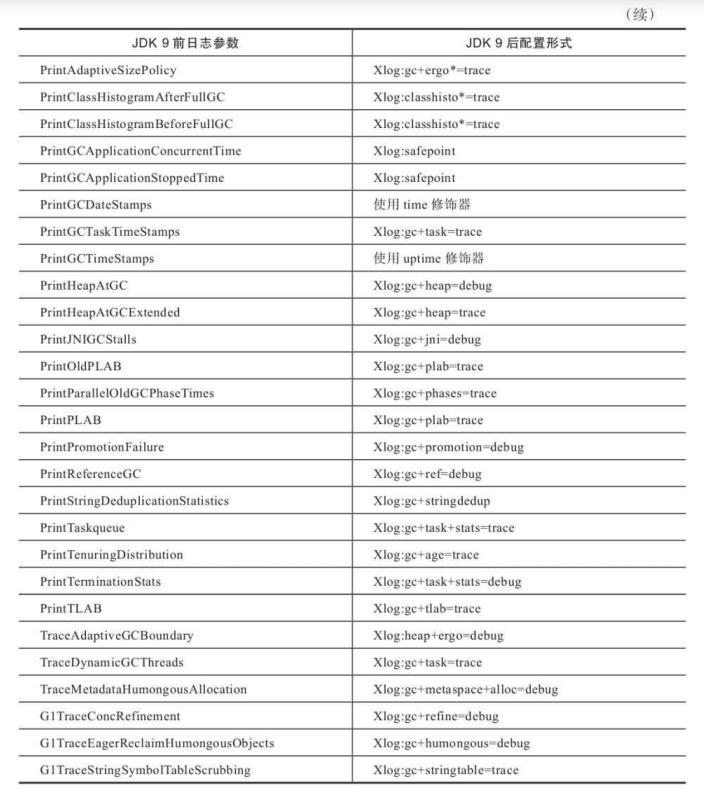 （续）
JDK 9 前日志参数 JDK 9 后配置形式
PrintAdaptiveSizePolicy Xlog:gc+ergo*=trace
PrintClassHistogramAfterFullGC Xlog:classhisto*=trace
PrintClassHistogramBeforeFullGC Xlog:classhisto*=trace
PrintGCApplicationConcurrentTime Xlog:safepoint
PrintGCApplicationStoppedTime Xlog:safepoint
PrintGCDateStamps 使用 time 修饰器
PrintGCTaskTimeStamps Xlog:gc+task=trace
PrintGCTimeStamps 使用 uptime 修饰器
PrintHeapAtGC Xlog:gc+heap=debug
PrintHeapAtGCExtended Xlog:gc+heap=trace
PrintJNIGCStalls Xlog:gc+jni=debug
PrintOldPLAB Xlog:gc+plab=trace
PrintParallelOldGCPhaseTimes Xlog:gc+phases=trace
PrintPLAB Xlog:gc+plab=trace
PrintPromotionFailure Xlog:gc+promotion=debug
PrintReferenceGC Xlog:gc+ref=debug
PrintStringDeduplicationStatistics Xlog:gc+stringdedup
PrintTaskqueue Xlog:gc+task+stats=trace
PrintTenuringDistribution Xlog:gc+age=trace
PrintTerminationStats Xlog:gc+task+stats=debug
PrintTLAB Xlog:gc+tlab=trace
TraceAdaptiveGCBoundary Xlog:heap+ergo=debug
TraceDynamicGCThreads Xlog:gc+task=trace
TraceMetadataHumongousAllocation Xlog:gc+metaspace+alloc=debug
G1TraceConcRefinement Xlog:gc+refine=debug
G1TraceEagerReclaimHumongousObjects Xlog:gc+humongous=debug
G1TraceStringSymbolTableScrubbing Xlog:gc+stringtable=trace